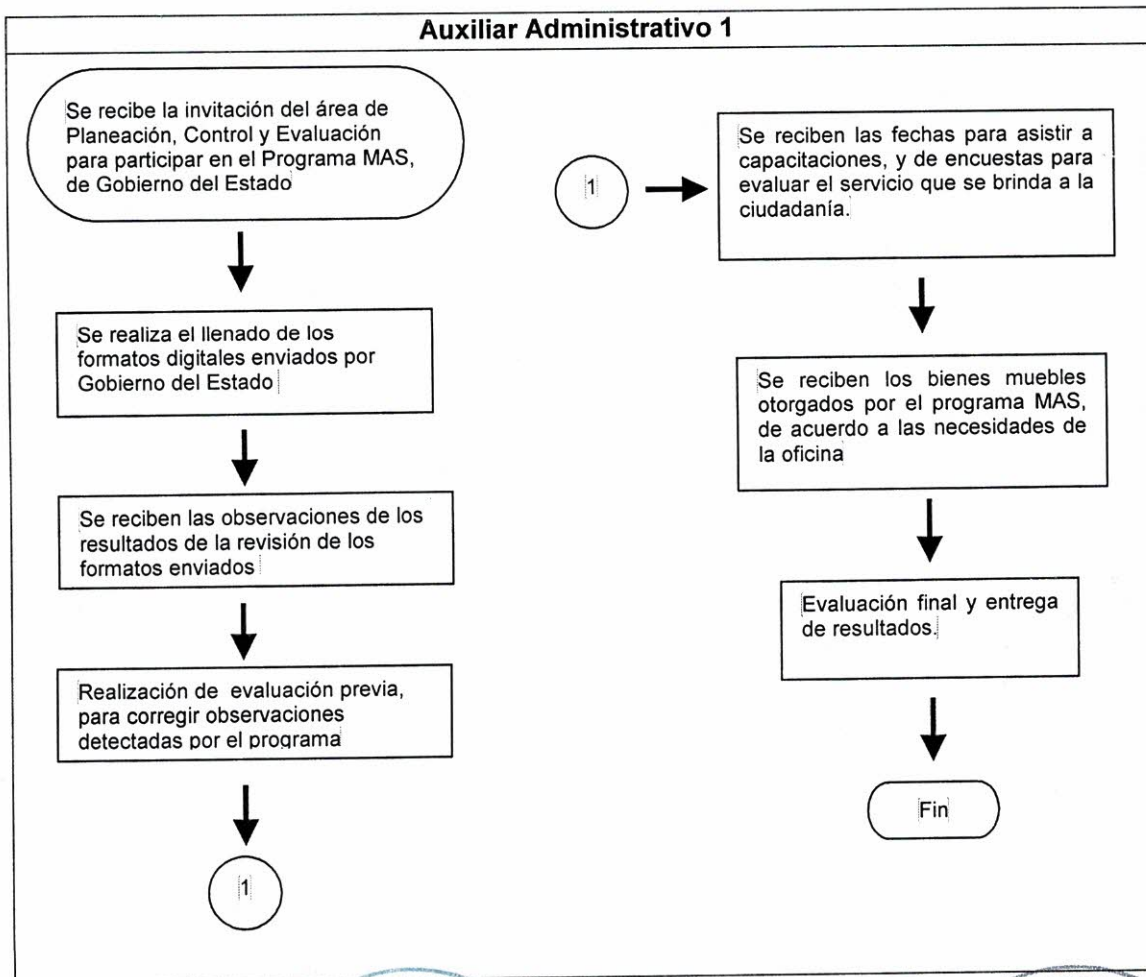 Auxiliar Administrativo 1
Se recibe la invitación del área de
Planeación, Control y Evaluación
para participar en el Programa MAS,
de Gobierno del Estado
Se realiza el llenado de los
formatos digitales enviados por
Gobierno del Estado
Se reciben las observaciones de los
resultados de la revisión de los
formatos enviados
Realización de evaluación previa,
para corregir observaciones
detectadas por el programa
1
1
Se reciben las fechas para asistir a
capacitaciones, y de encuestas para
evaluar el servicio que se brinda a la
ciudadanía.
Se reciben los bienes muebles
otorgados por el programa MAS,
de acuerdo a las necesidades de
la oficina
Evaluación final y entrega
de resultados.
Fin